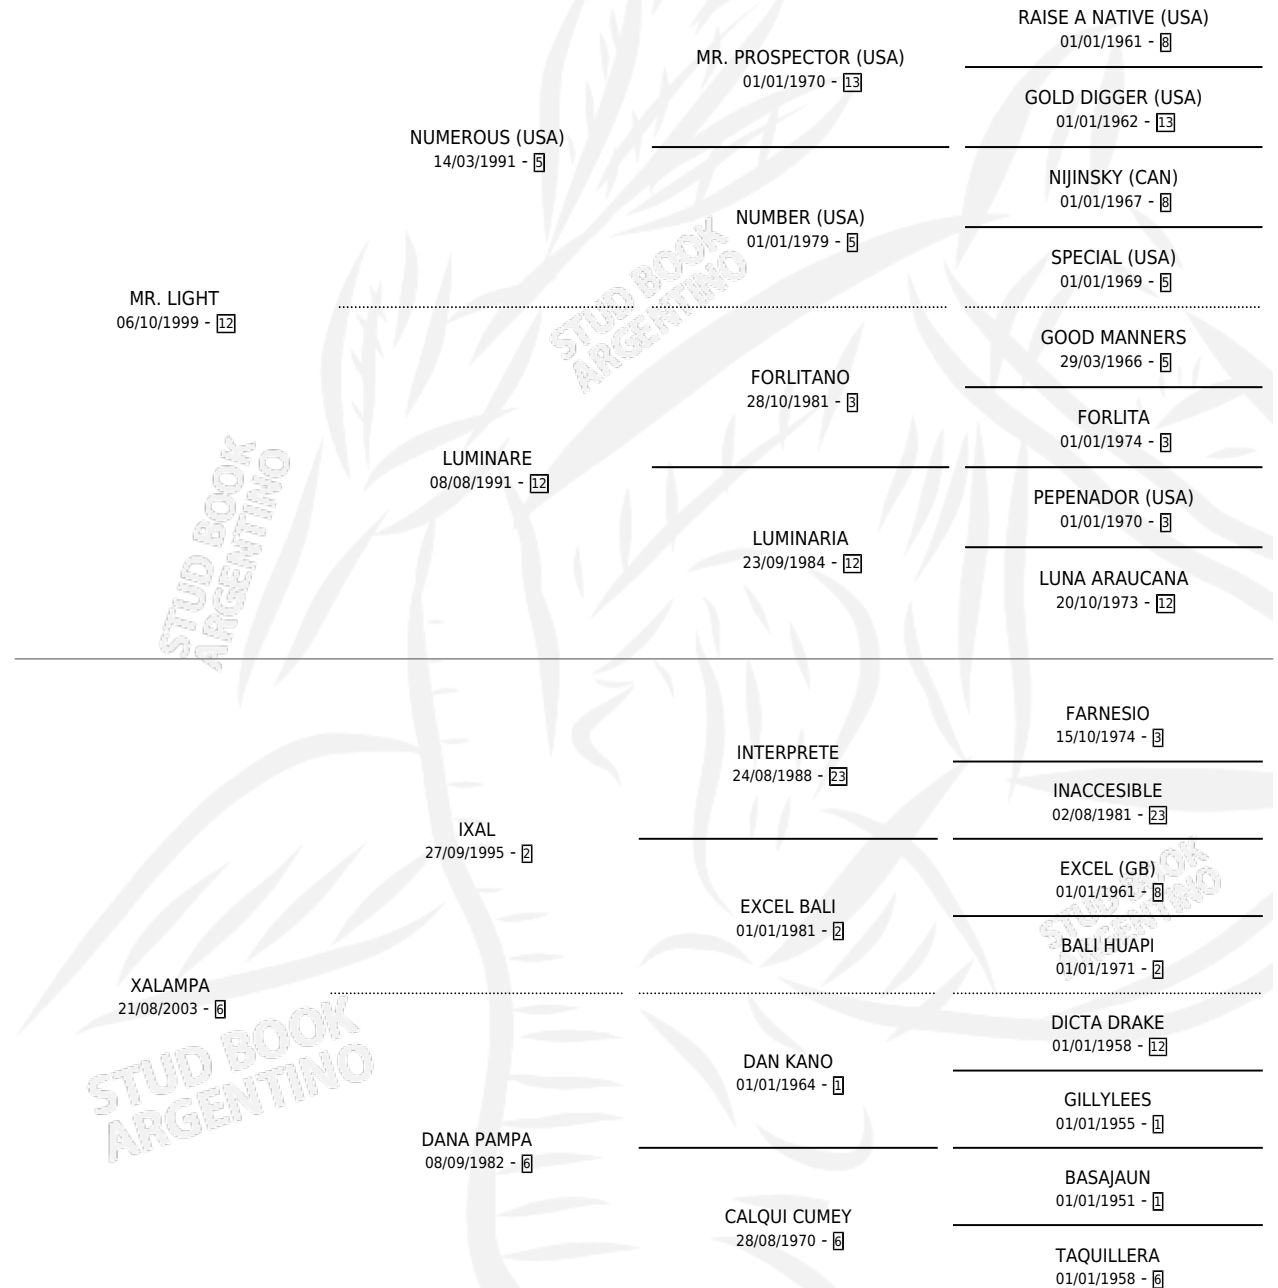 RAISE A NATIVE (USA)
01/01/1961 - 8
MR. PROSPECTOR (USA)
01/01/1970 - 13
GOLD DIGGER (USA)
01/01/1962 - 13
NUMEROUS (USA)
14/03/1991 - 5
NIJINSKY (CAN)
01/01/1967 - 8
NUMBER (USA)
01/01/1979 - 5
SPECIAL (USA)
01/01/1969 - 5
MR. LIGHT
06/10/1999 - 12
GOOD MANNERS
29/03/1966 - 5
FORLITANO
28/10/1981 - 3
FORLITA
01/01/1974 - 3
LUMINARE
08/08/1991 - 12
PEPENADOR (USA)
01/01/1970 - 3
LUMINARIA
23/09/1984 - 12
LUNA ARAUCANA
20/10/1973 - 12
FARNESIO
15/10/1974 - 3
INTERPRETE
24/08/1988 - 23
INACCESIBLE
02/08/1981 - 23
IXAL
27/09/1995 - 2
EXCEL (GB)
01/01/1961 - 8
EXCEL BALI
01/01/1981 - 2
BALI HUAPI
01/01/1971 - 2
XALAMPA
21/08/2003 - 6
DICTA DRAKE
01/01/1958 - 12
DAN KANO
01/01/1964 - 1
GILLYLEES
01/01/1955 - 1
DANA PAMPA
08/09/1982 - 6
BASAJAUN
01/01/1951 - 1
CALQUI CUMEY
28/08/1970 - 6
TAQUILLERA
01/01/1958 - 6
STUD BOOK
ARGENTINO
STUD BOOK
ARGENTINO
STUD BOOK
ARGENTINO
STUD BOOK
ARGENTINO